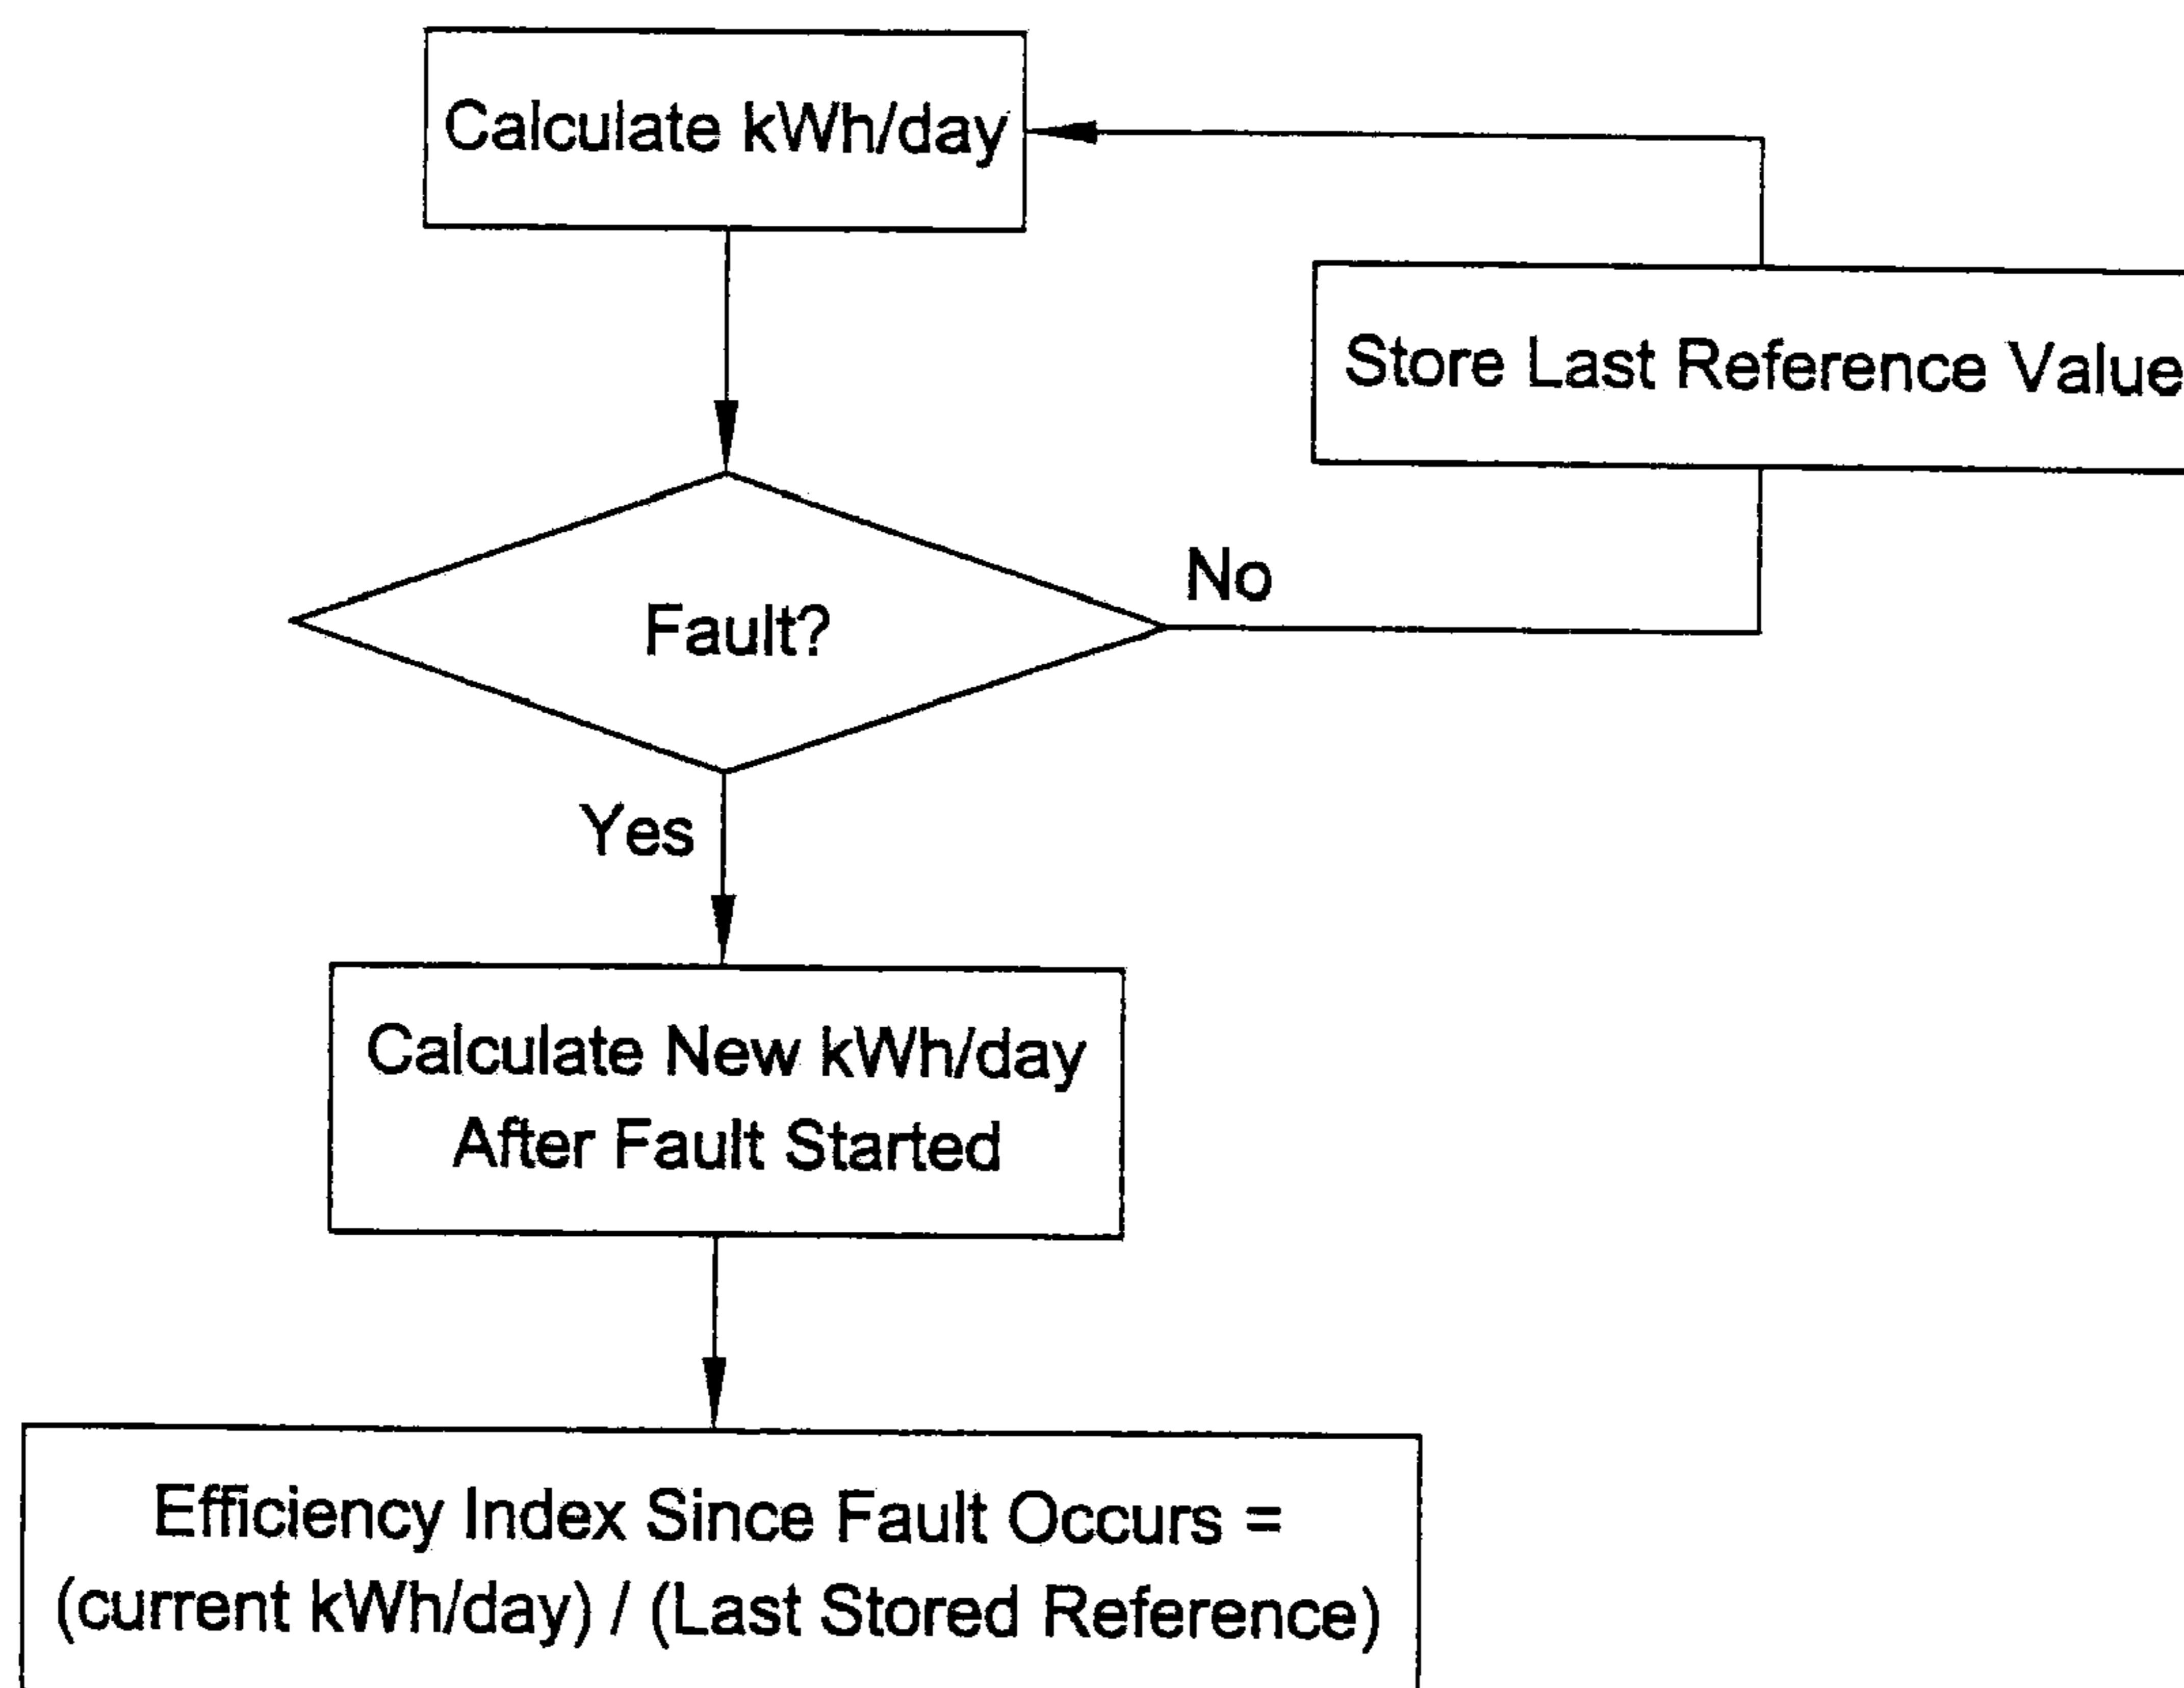 Calculate kWh/day
Store Last Reference Value
Fault?
No
Yes
Calculate New kWh/day
After Fault Started
Efficiency Index Since Fault Occurs =
(current kWh/day) / (Last Stored Reference)